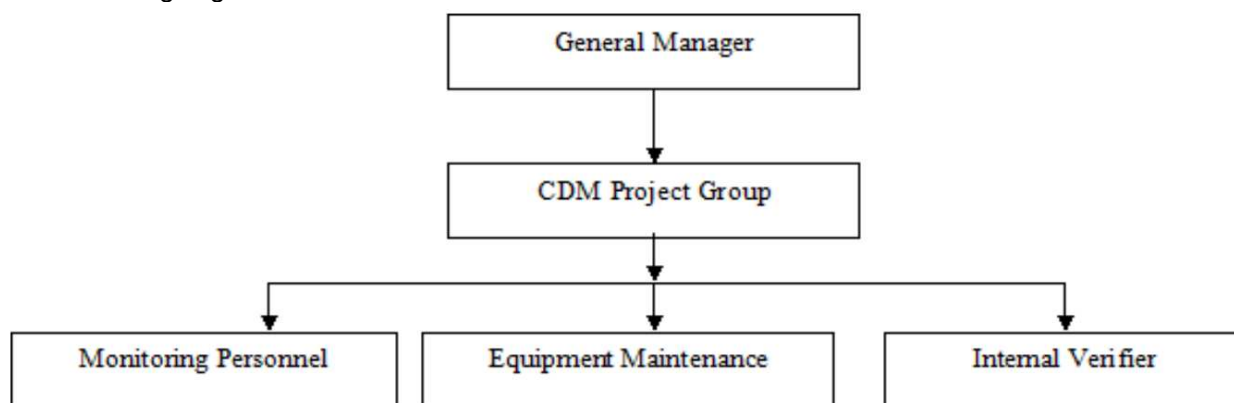 General Manager
CDM Project Group
Monitoring Personnel
Equipment Maintenance
Internal Verifier